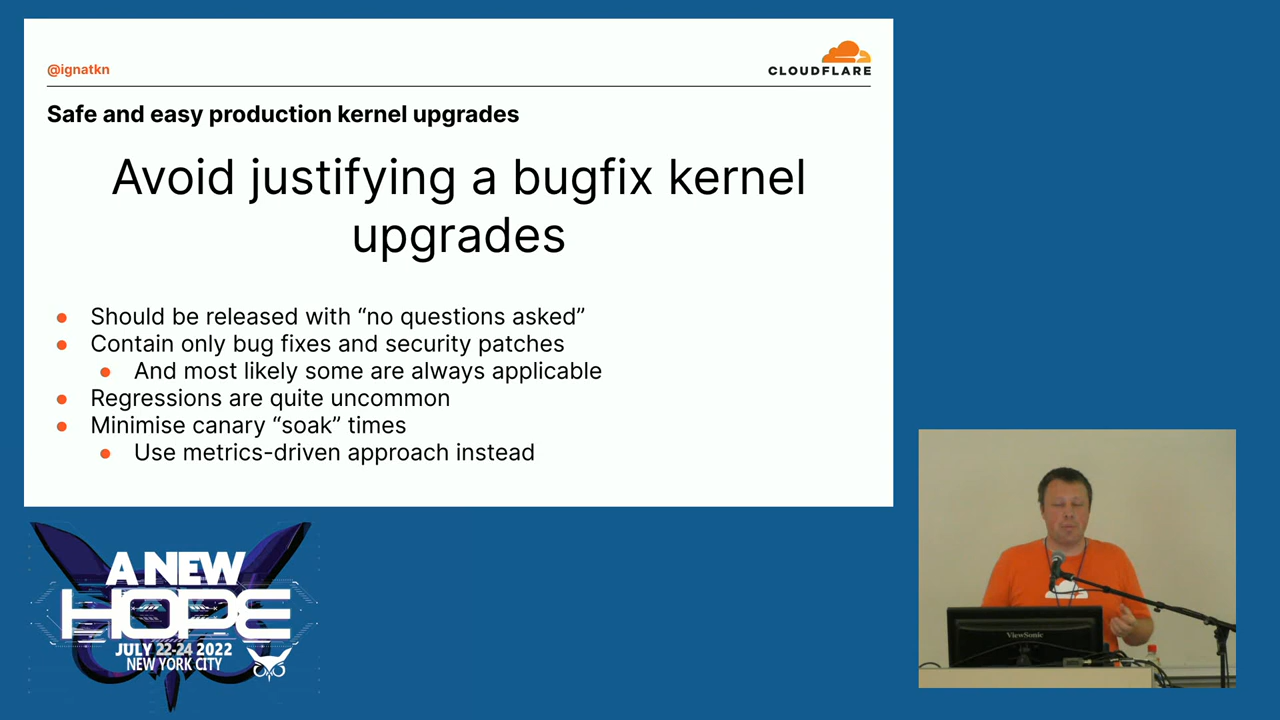 @ignatkn
CLOUDFLARE
Safe and easy production kernel upgrades
Avoid justifying a bugfix kernel
upgrades
Should be released with “no questions asked”
Contain only bug fixes and security patches
And most likely some are always applicable
Regressions are quite uncommon
Minimise canary “soak” times
Use metrics-driven approach instead
A NEW
HOPE
JULY 22-24 2022
NEW YORK CITY
ViewSonic